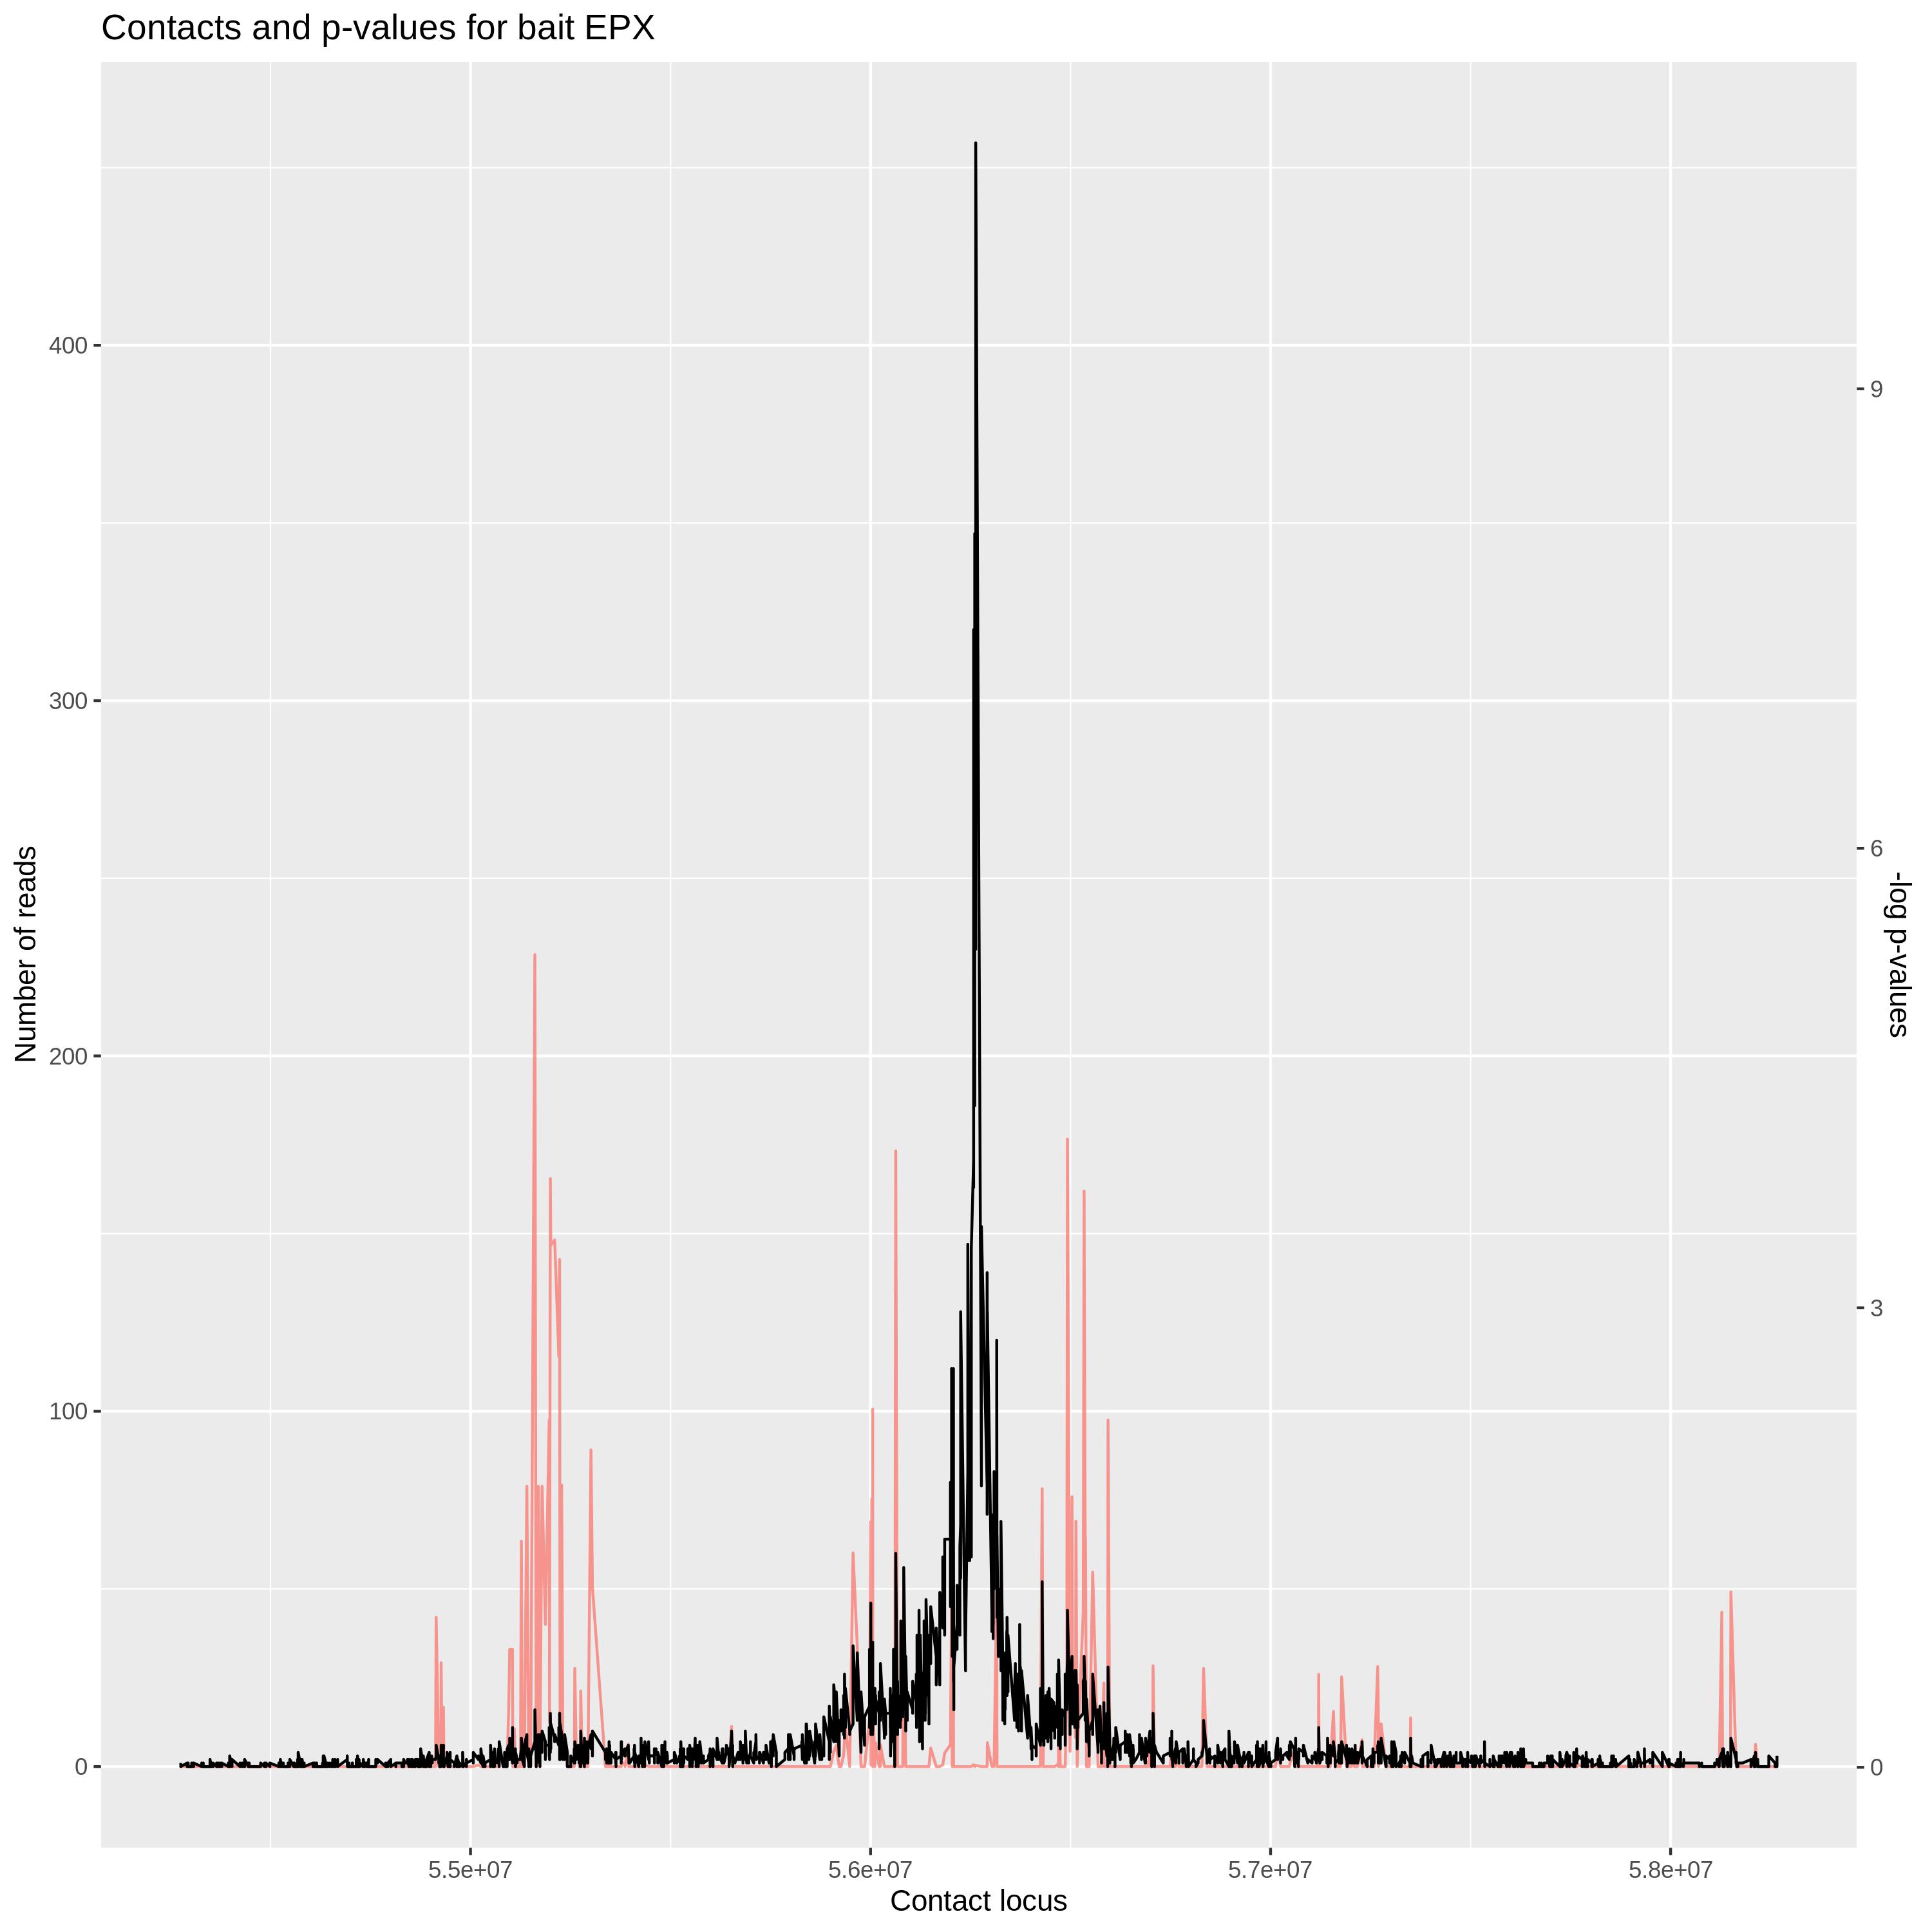 Contacts and p-values for bait EPX
Number of reads
400
300
200
100
0
9
6
3
0
-log p-values
5.5e+07
5.6e+07
5.7e+07
5.8e+07
Contact locus